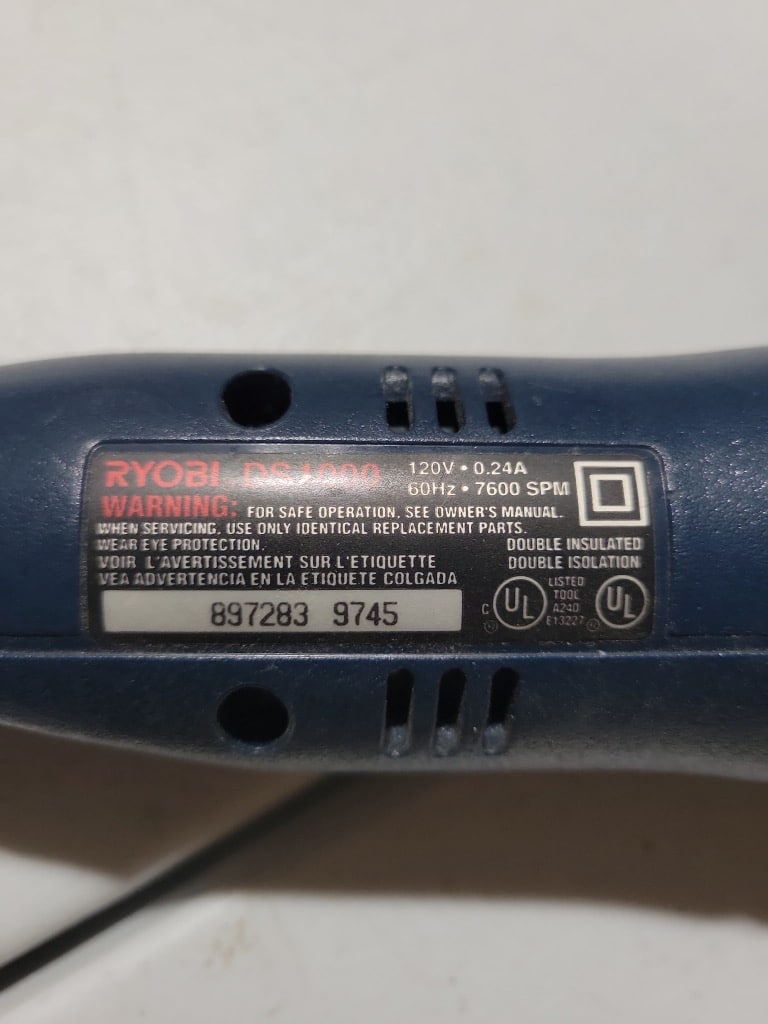 RYOBI DS1000
120V • 0.24A
60Hz • 7600 SPM
WARNING: FOR SAFE OPERATION, SEE OWNER'S MANUAL.
WHEN SERVICING, USE ONLY IDENTICAL REPLACEMENT PARTS.
WEAR EYE PROTECTION.
VOIR L'AVERTISSEMENT SUR L'ETIQUETTE
VEA ADVERTENCIA EN LA ETIQUETE COLGADA
DOUBLE INSULATED
DOUBLE ISOLATION
897283 9745
C UL
LISTED
TOOL
A24D
E13227
UL